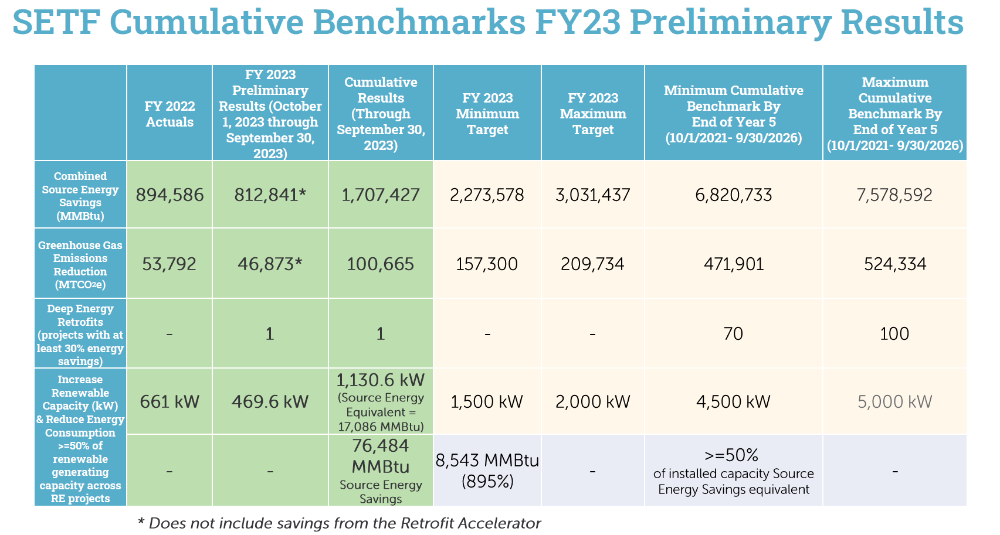 SETF Cumulative Benchmarks FY23 Preliminary Results
FY 2022
Actuals
FY 2023
Preliminary
Results (October
1, 2023 through
September 30,
2023)
Cumulative
Results
(Through
September 30,
2023)
FY 2023
Minimum
Target
FY 2023
Maximum
Target
Minimum Cumulative
Benchmark By
End of Year 5
(10/1/2021- 9/30/2026)
Maximum
Cumulative
Benchmark By
End of Year 5
(10/1/2021- 9/30/2026)
Combined
Source Energy
Savings
(MMBtu)
894,586
812,841*
1,707,427
2,273,578
3,031,437
6,820,733
7,578,592
Greenhouse Gas
Emissions
Reduction
(MTCO2e)
53,792
46,873*
100,665
157,300
209,734
471,901
524,334
Deep Energy
Retrofits
(projects with at
least 30% energy
savings)
-
1
1
-
-
70
100
Increase
Renewable
Capacity (kW)
& Reduce Energy
Consumption
>=50% of
renewable
generating
capacity across
RE projects
661 kW
469.6 kW
1,130.6 kW
(Source Energy
Equivalent =
17,086 MMBtu)
1,500 kW
2,000 kW
4,500 kW
5,000 kW
-
-
76,484
MMBtu
Source Energy
Savings
8,543 MMBtu
(895%)
-
>=50%
of installed capacity Source
Energy Savings equivalent
-
* Does not include savings from the Retrofit Accelerator